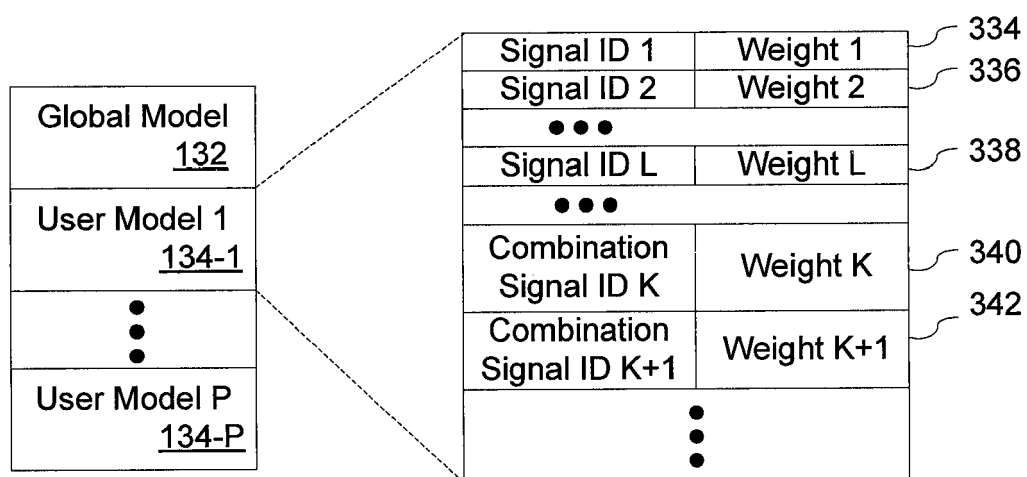 Global Model
132
User Model 1
134-1
User Model P
134-P
Signal ID 1 Weight 1 334
Signal ID 2 Weight 2 336
Signal ID L Weight L 338
Combination
Signal ID K
Weight K 340
Combination
Signal ID K+1
Weight K+1 342